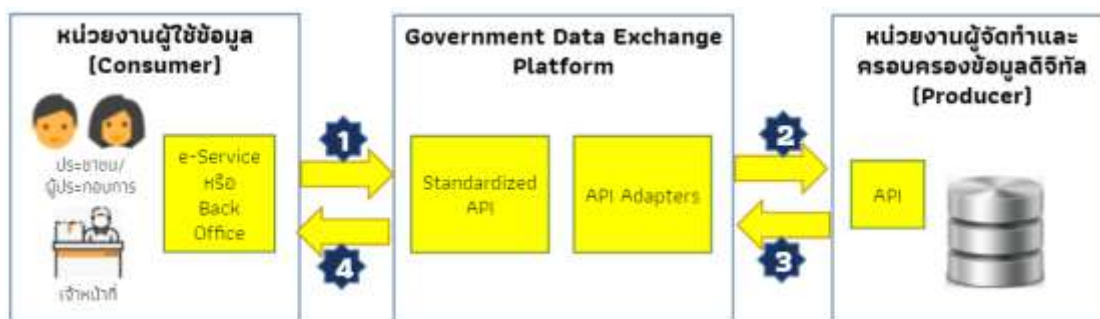 หน่วยงานผู้ใช้ข้อมูล
(Consumer)
ประชาชน/
ผู้ประกอบการ
เจ้าหน้าที่
e-Service
หรือ
Back
Office
1
4
Government Data Exchange
Platform
Standardized
API
API Adapters
2
3
หน่วยงานผู้จัดทำและ
ครอบครองข้อมูลดิจิทัล
(Producer)
API